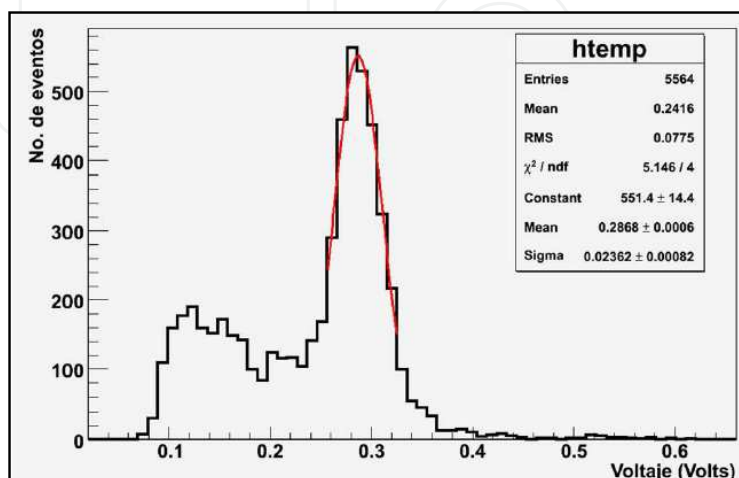 No. de eventos
500
400
300
200
100
0
0.1 0.2 0.3 0.4 0.5 0.6
Voltaje (Volts)
htemp
Entries 5564
Mean 0.2416
RMS 0.0775
χ² / ndf 5.146 / 4
Constant 551.4 ± 14.4
Mean 0.2868 ± 0.0006
Sigma 0.02362 ± 0.00082